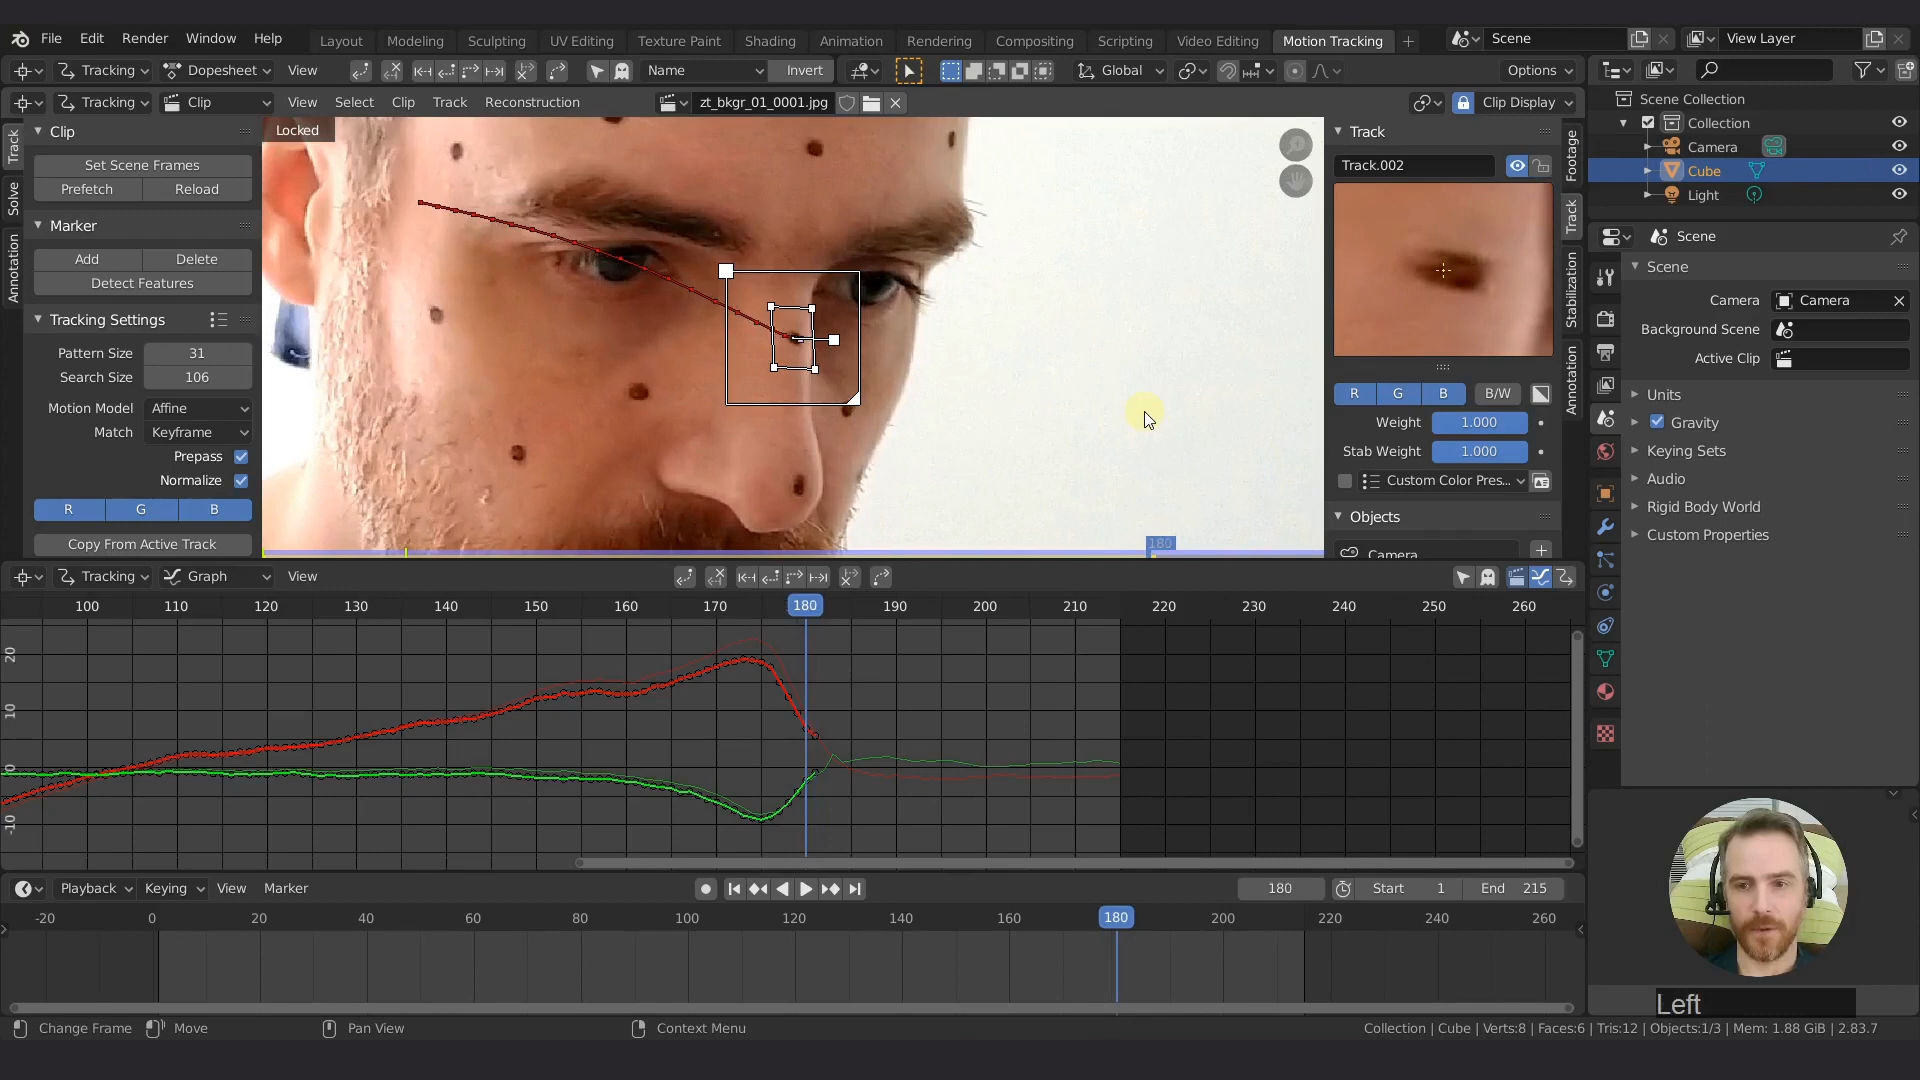 File Edit Render Window Help Layout Modeling Sculpting UV Editing Texture Paint Shading Animation Rendering Compositing Scripting Video Editing Motion Tracking + Scene View Layer
Tracking Dopesheet View Name Invert Global Options
Tracking Clip View Select Clip Track Reconstruction zt_bkgr_01_0001.jpg Clip Display
Scene Collection
Collection
Camera
Cube
Light
Track
Solve
Annotation
Clip
Set Scene Frames
Prefetch Reload
Marker
Add Delete
Detect Features
Tracking Settings
Pattern Size 31
Search Size 106
Motion Model Affine
Match Keyframe
Prepass
Normalize
R G B
Copy From Active Track
Locked
180
Track
Track.002
R G B B/W
Weight 1.000
Stab Weight 1.000
Custom Color Pres...
Objects
Camera
Footage
Track
Stabilization
Annotation
Scene
Scene
Camera Camera
Background Scene
Active Clip
Units
Gravity
Keying Sets
Audio
Rigid Body World
Custom Properties
Tracking Graph View
100 110 120 130 140 150 160 170 180 190 200 210 220 230 240 250 260
20
10
0
-10
Playback Keying View Marker 180 Start 1 End 215
-20 0 20 40 60 80 100 120 140 160 180 200 220 240 260
Left
Change Frame Move Pan View Context Menu Collection | Cube | Verts:8 | Faces:6 | Tris:12 | Objects:1/3 | Mem: 1.88 GiB | 2.83.7